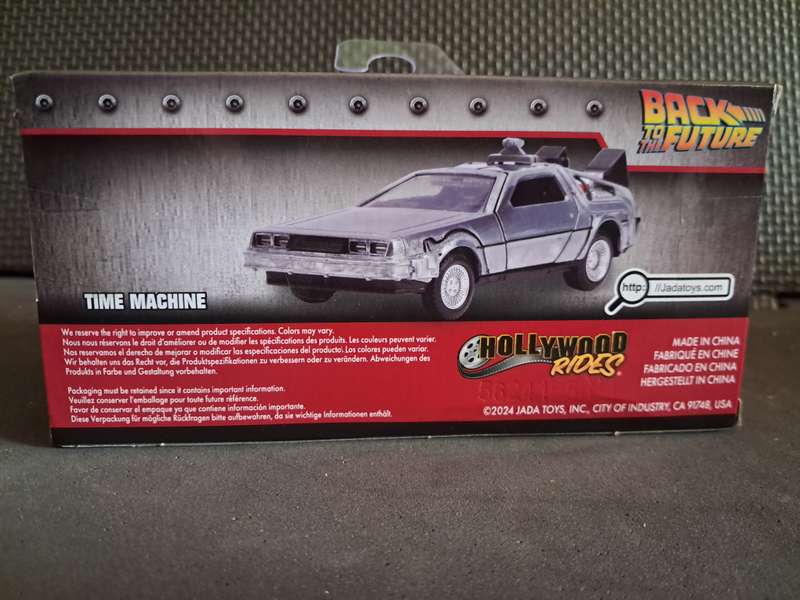 BACK
TO THE FUTURE
TIME MACHINE
http: //Jadatoys.com
We reserve the right to improve or amend product specifications. Colors may vary.
Nous nous réservons le droit d'améliorer ou de modifier les spécifications des produits. Les couleurs peuvent varier.
Nos reservamos el derecho de mejorar o modificar las especificaciones del producto. Los colores pueden variar.
Wir behalten uns das Recht vor, die Produktspezifikationen zu verbessern oder zu verändern. Abweichungen des
Produkts in Farbe und Gestaltung vorbehalten.
Packaging must be retained since it contains important information.
Veuillez conserver l'emballage pour toute future référence.
Favor de conservar el empaque ya que contiene información importante.
Diese Verpackung für mögliche Rückfragen bitte aufbewahren, da sie wichtige Informationen enthält.
HOLLYWOOD
RIDES®
MADE IN CHINA
FABRIQUÉ EN CHINE
FABRICADO EN CHINA
HERGESTELLT IN CHINA
©2024 JADA TOYS, INC., CITY OF INDUSTRY, CA 91748, USA